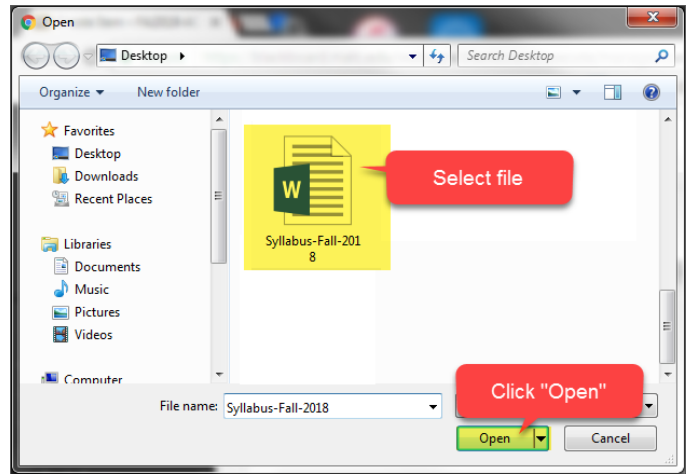 Open
Desktop
Search Desktop
Organize
New folder
Favorites
Desktop
Downloads
Recent Places
Libraries
Documents
Music
Pictures
Videos
Computer
W
Syllabus-Fall-201
8
Select file
Click "Open"
File name: Syllabus-Fall-2018
Open
Cancel